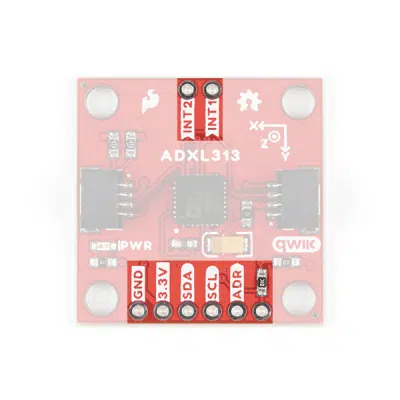 INT2 INT1
X
Z
Y
ADXL313
PWR
qwiic
GND 3.3V SDA SCL ADR